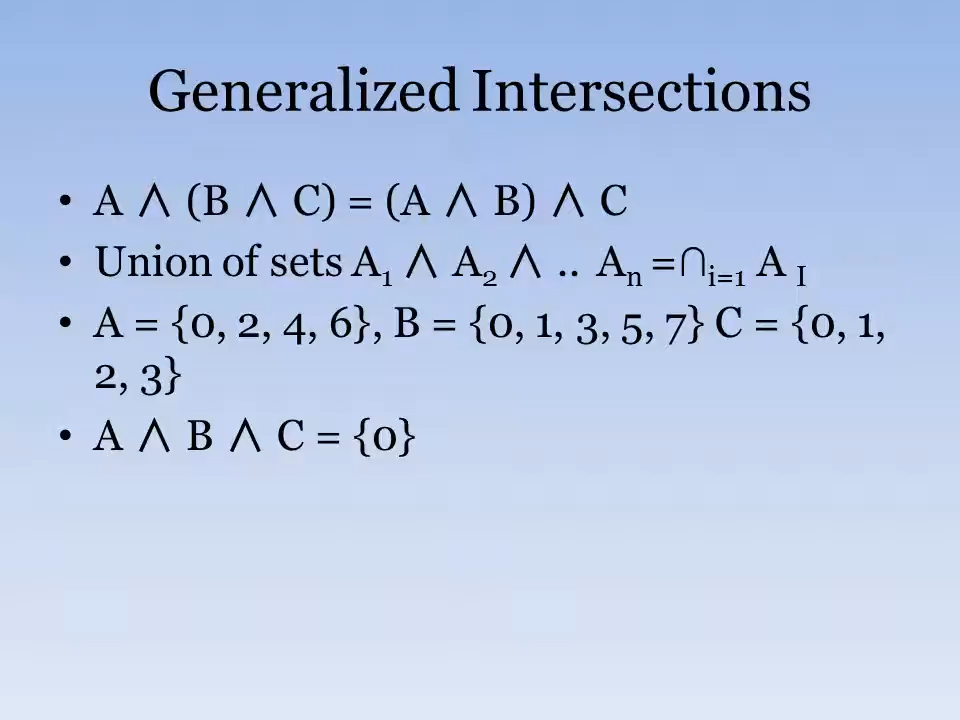 Generalized Intersections
• A ⋀ (B ⋀ C) = (A ⋀ B) ⋀ C
• Union of sets A₁ ⋀ A₂ ⋀ .. Aₙ =∩ᵢ₌₁ A I
• A = {0, 2, 4, 6}, B = {0, 1, 3, 5, 7} C = {0, 1,
2, 3}
• A ⋀ B ⋀ C = {0}